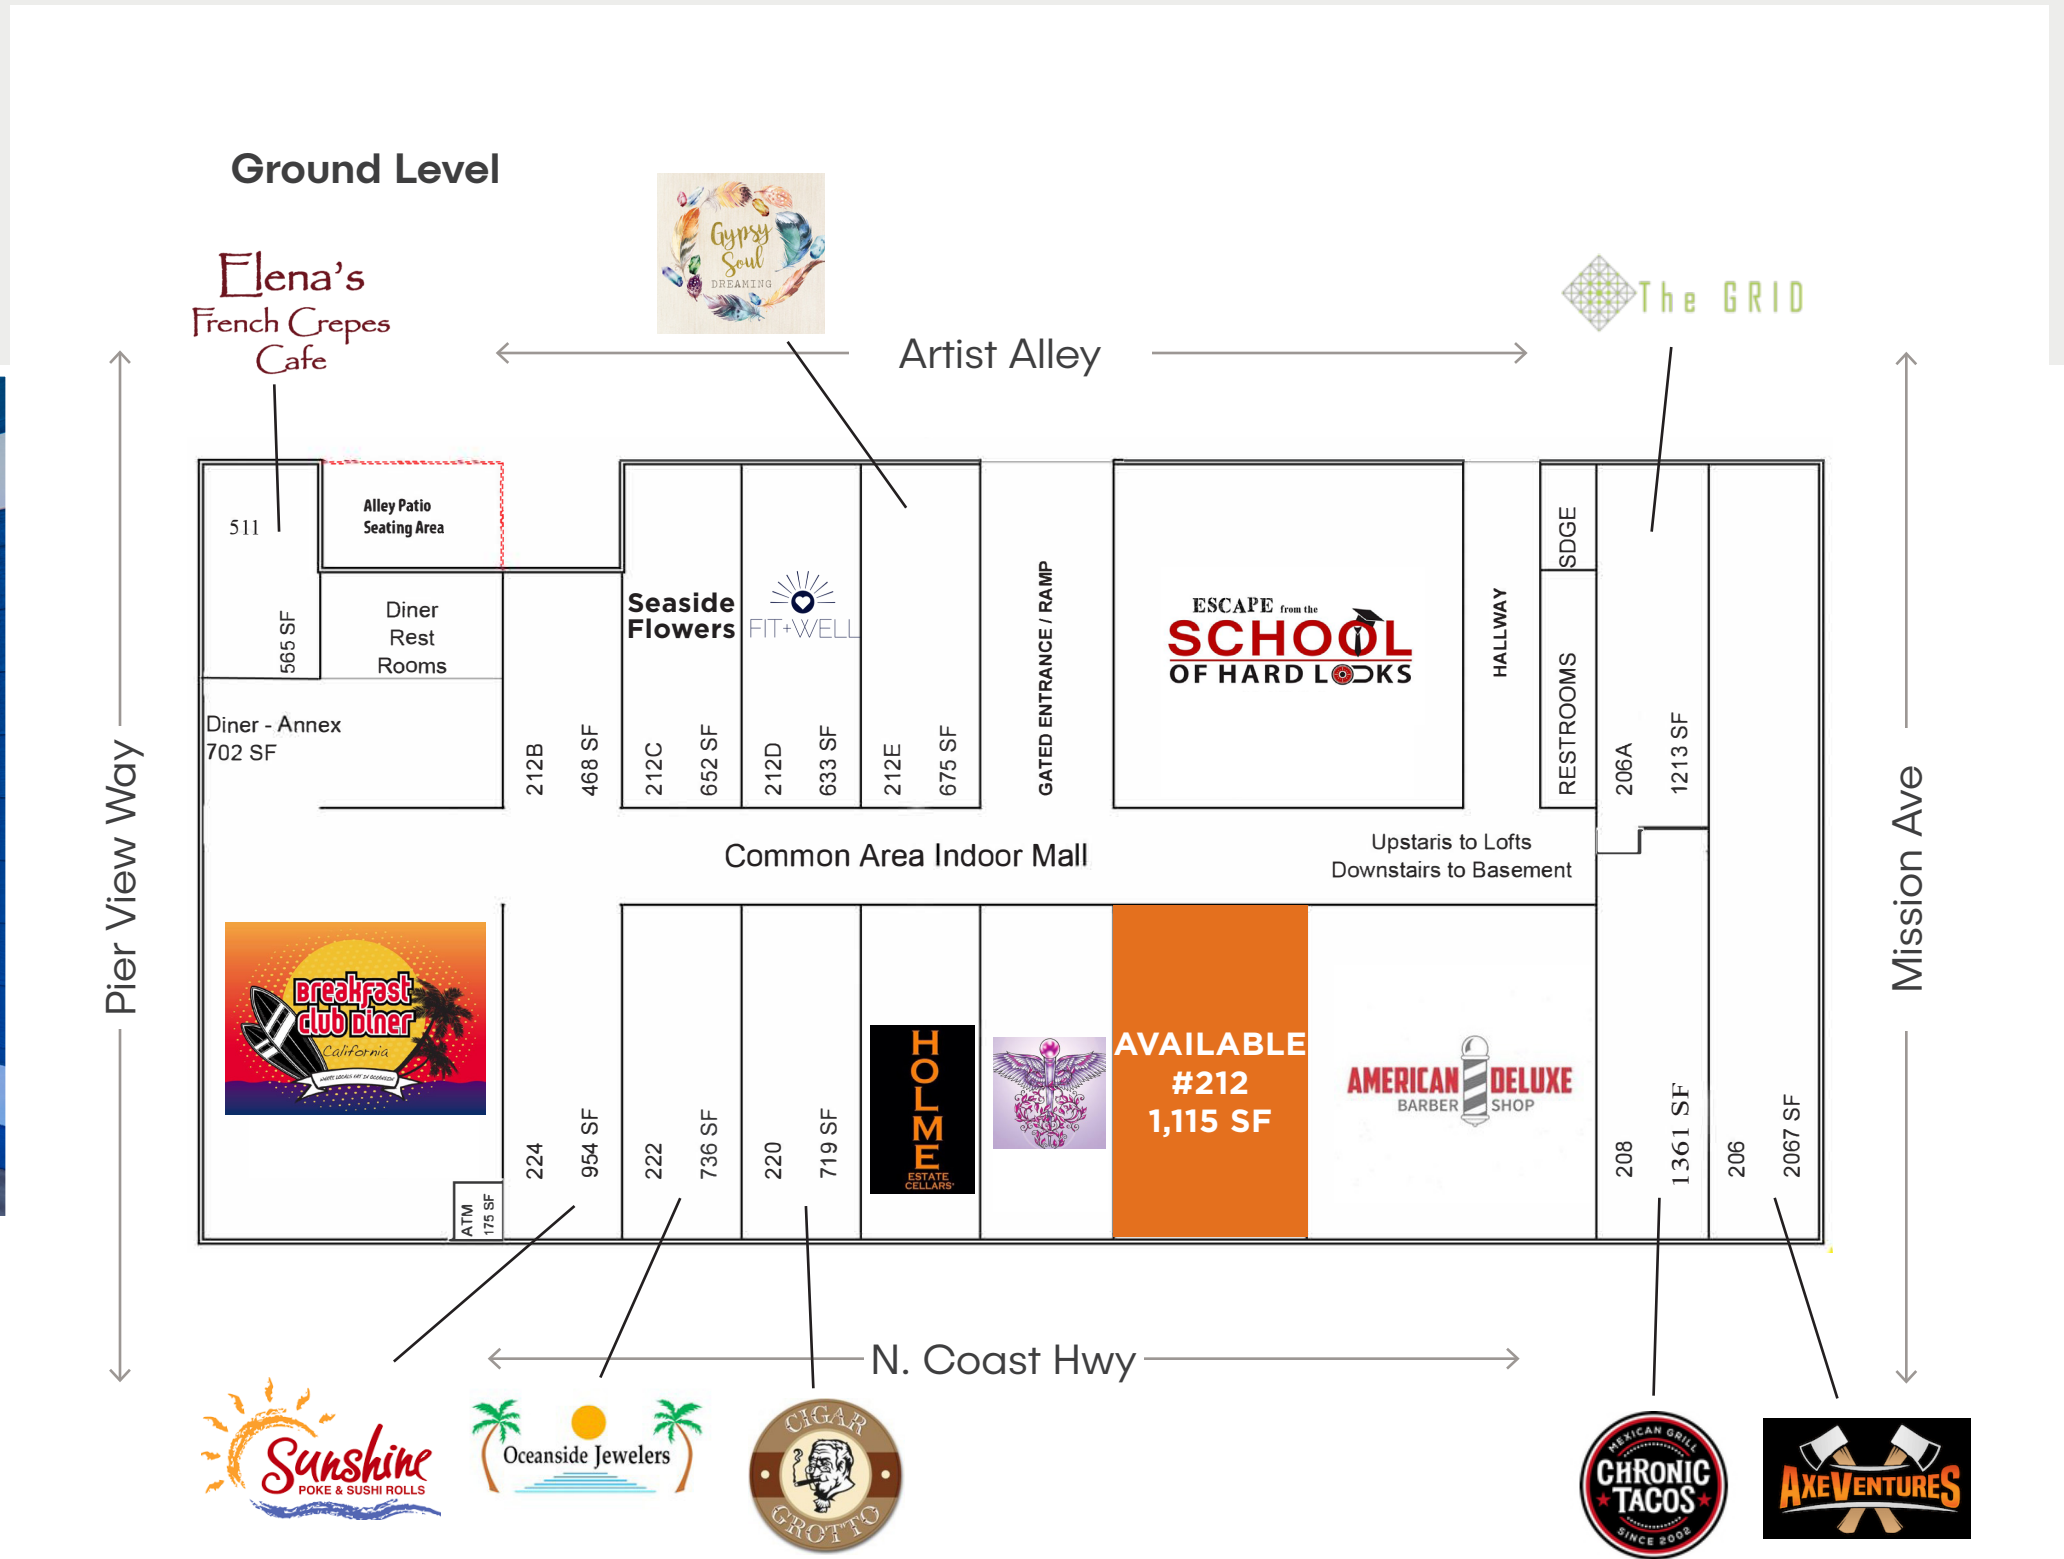 Ground Level
Elena's
French Crepes
Cafe
Gypsy
Soul
DREAMING
The GRID
Artist Alley
Pier View Way
Mission Ave
511
565 SF
Alley Patio
Seating Area
Diner
Rest
Rooms
Diner - Annex
702 SF
212B
468 SF
Seaside
Flowers
212C
652 SF
FIT+WELL
212D
633 SF
212E
675 SF
GATED ENTRANCE / RAMP
ESCAPE from the
SCHOOL
OF HARD LOCKS
HALLWAY
SDGE
RESTROOMS
206A
1213 SF
Common Area Indoor Mall
Upstaris to Lofts
Downstairs to Basement
Breakfast
Club Diner
California
ATM
175 SF
224
954 SF
222
736 SF
220
719 SF
HOLME
ESTATE
CELLARS
AVAILABLE
#212
1,115 SF
AMERICAN DELUXE
BARBER SHOP
208
1361 SF
206
2067 SF
N. Coast Hwy
Sunshine
POKE & SUSHI ROLLS
Oceanside Jewelers
CIGAR
GROTTO
MEXICAN GRILL
CHRONIC
TACOS
SINCE 2002
AXEVENTURES